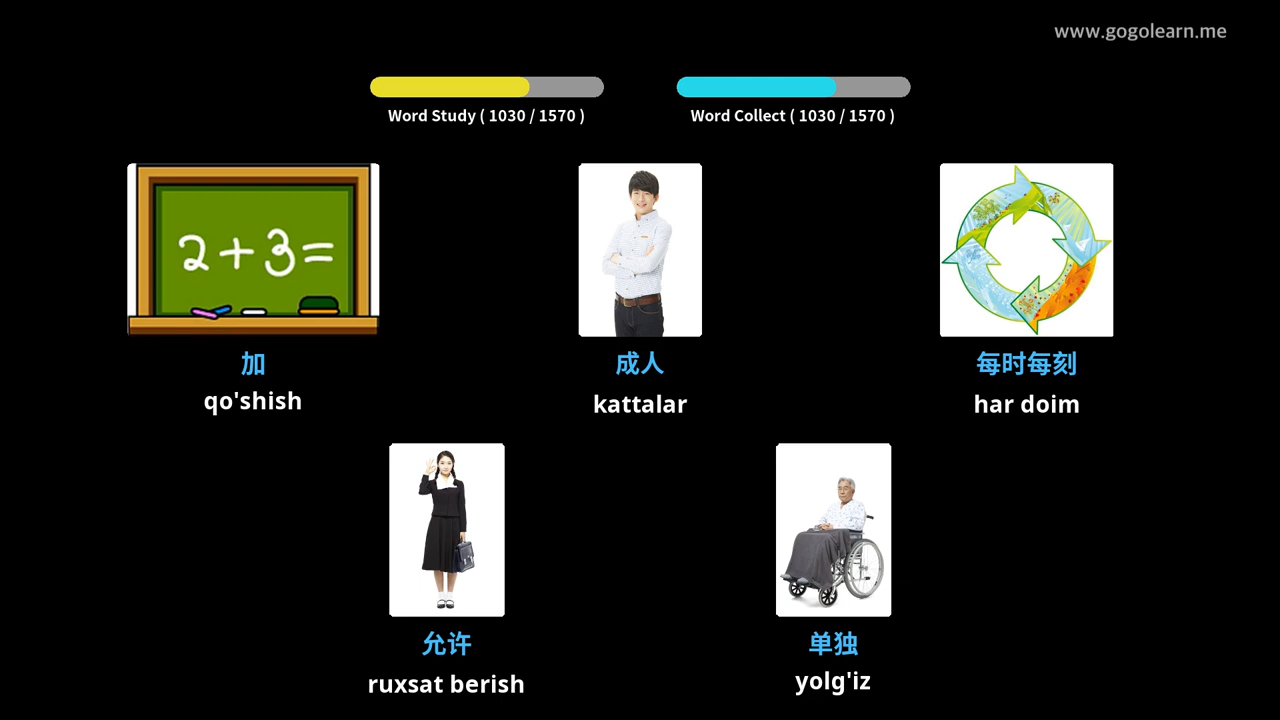 www.gogolearn.me
Word Study ( 1030 / 1570 )
Word Collect ( 1030 / 1570 )
2+3=
加
qo'shish
成人
kattalar
每时每刻
har doim
允许
ruxsat berish
单独
yolg'iz